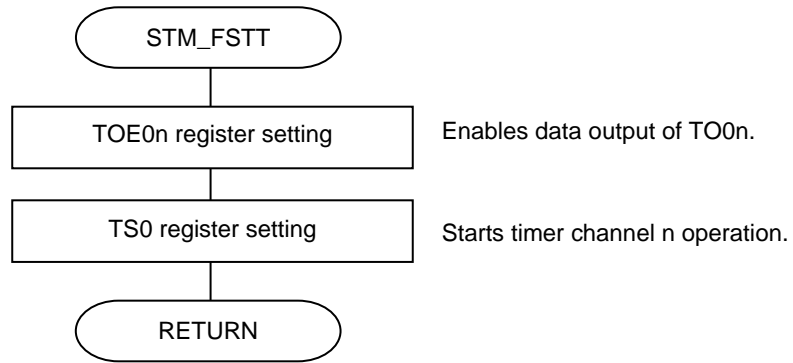 STM_FSTT
TOE0n register setting
Enables data output of TO0n.
TS0 register setting
Starts timer channel n operation.
RETURN